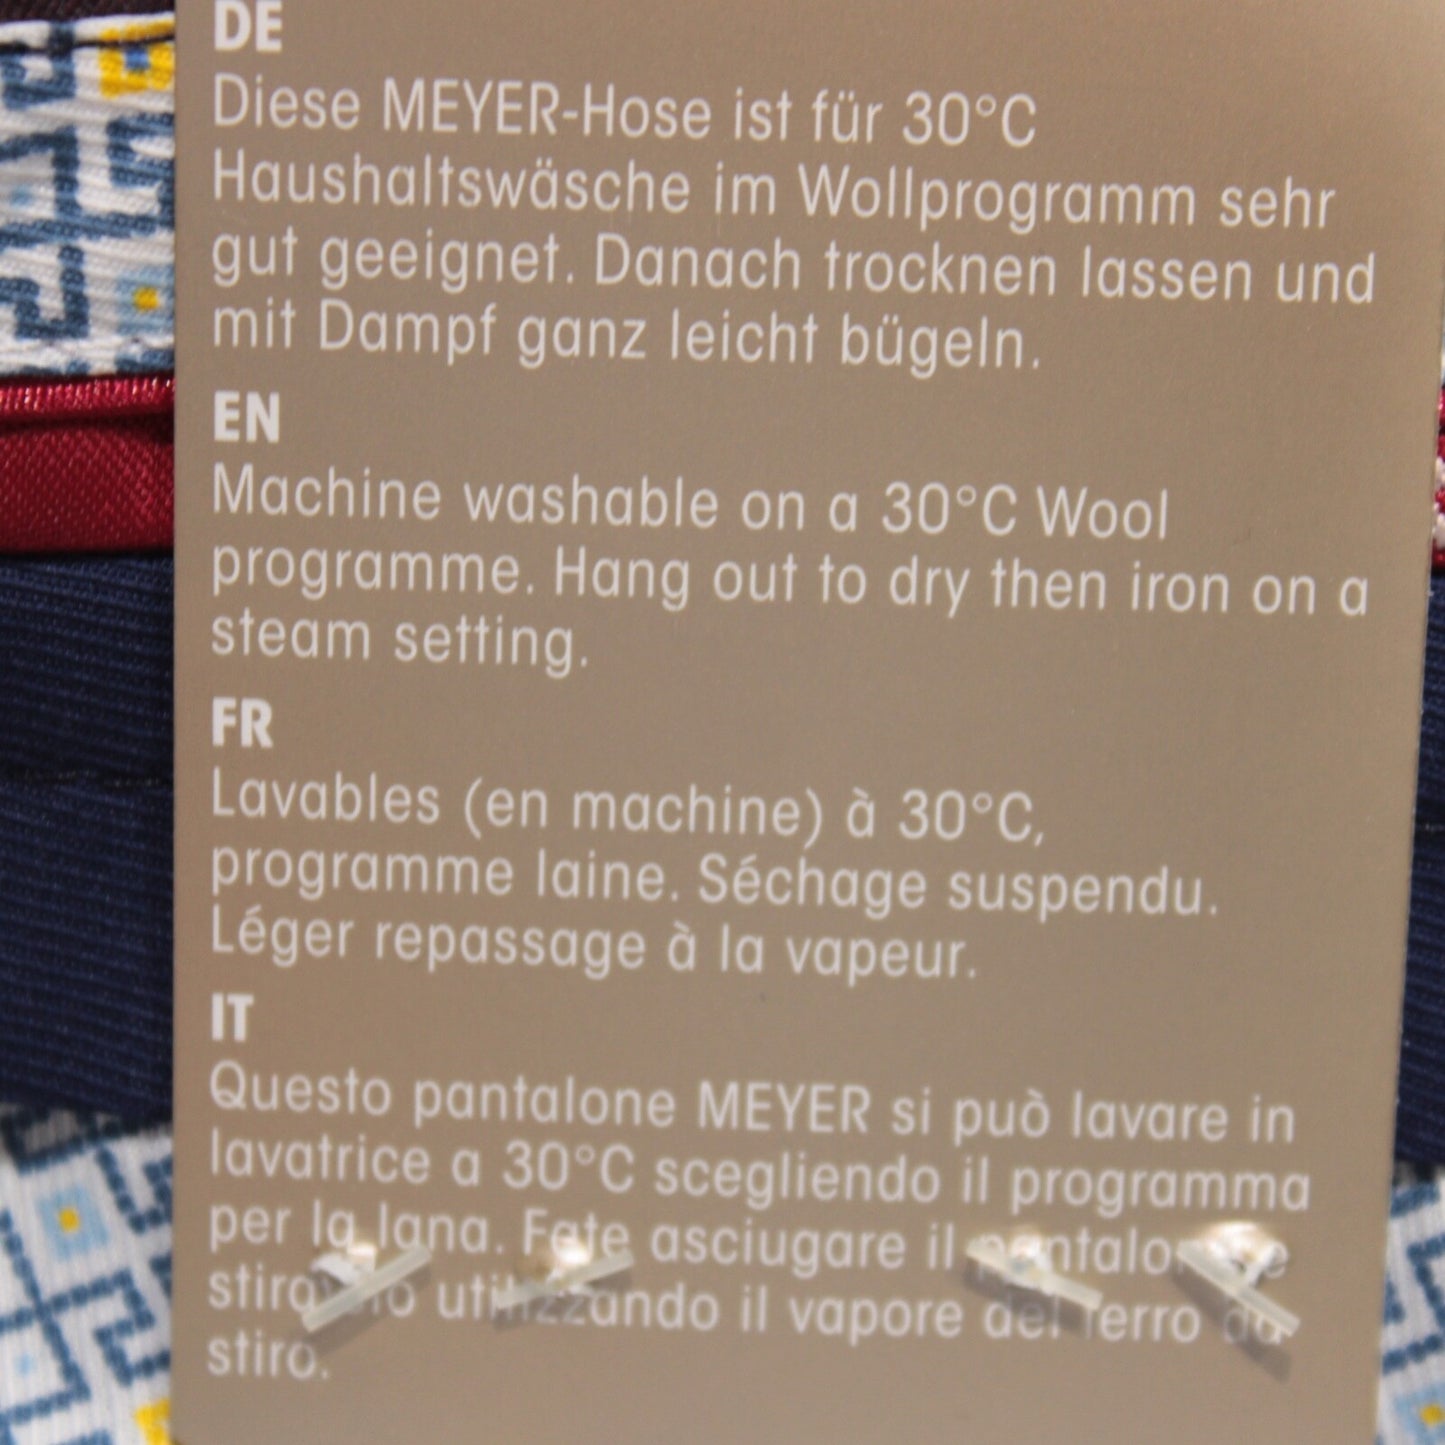 DE
Diese MEYER-Hose ist für 30°C
Haushaltswäsche im Wollprogramm sehr
gut geeignet. Danach trocknen lassen und
mit Dampf ganz leicht bügeln.
EN
Machine washable on a 30°C Wool
programme. Hang out to dry then iron on a
steam setting.
FR
Lavables (en machine) à 30°C,
programme laine. Séchage suspendu.
Léger repassage à la vapeur.
IT
Questo pantalone MEYER si può lavare in
lavatrice a 30°C scegliendo il programma
per la lana. Fate asciugare il pantalone e
utilizzando il vapore del ferro da
stiro.